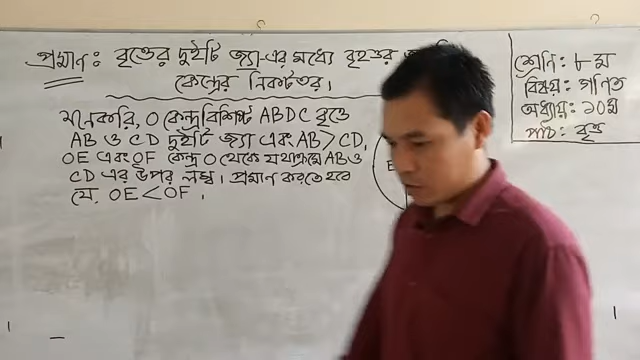 প্রমাণ: বৃত্তের দুইটি জ্যা-এর মধ্যে বৃহত্তর
কেন্দ্রের নিকটতর।
মনেকরি, O কেন্দ্রবিশিষ্ট ABDC বৃত্তে
AB ও CD দুইটি জ্যা এবং AB > CD.
OE এবং OF কেন্দ্র O থেকে যথাক্রমে AB ও
CD এর উপর লম্ব। প্রমাণ করতে হবে
যে, OE < OF.
শ্রেনি: ৮ম
বিষয়: গণিত
অধ্যায়: ১০ম
পাঠ: বৃত্ত
E